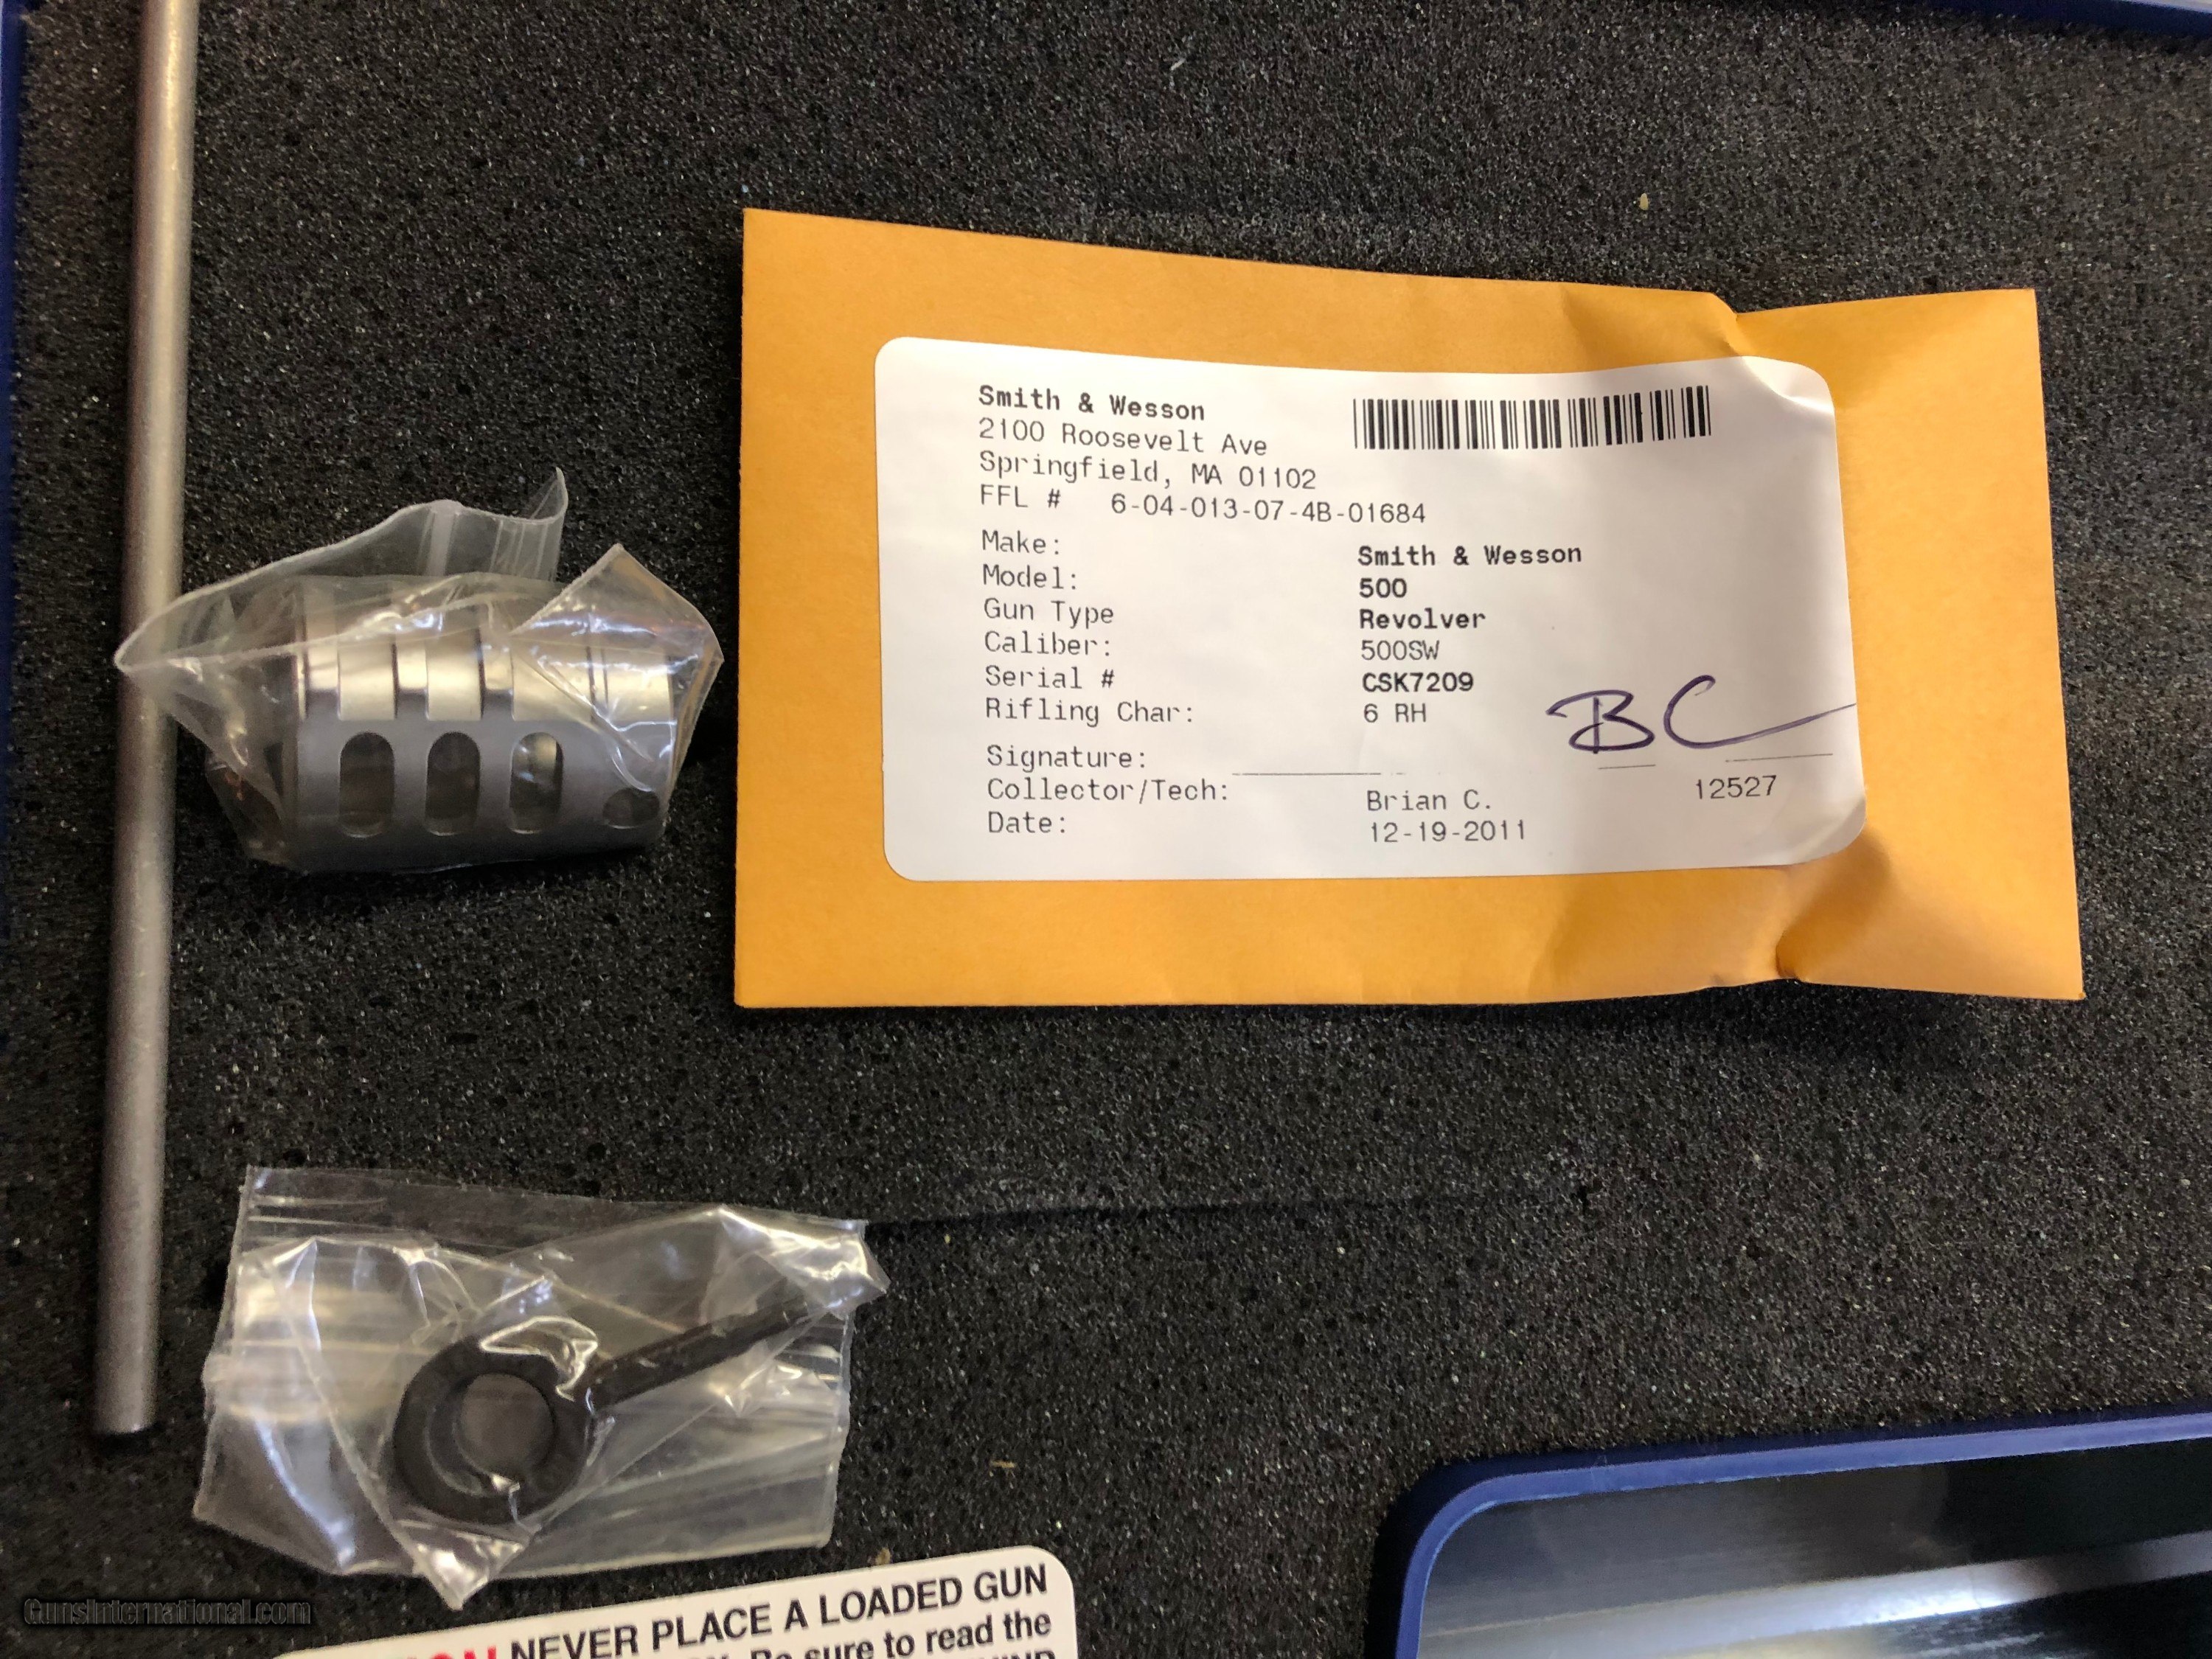 Smith & Wesson
2100 Roosevelt Ave
Springfield, MA 01102
FFL # 6-04-013-07-4B-01684
Make: Smith & Wesson
Model: 500
Gun Type Revolver
Caliber: 500SW
Serial # CSK7209
Rifling Char: 6 RH
BC
Signature:
Collector/Tech: Brian C. 12527
Date: 12-19-2011
NEVER PLACE A LOADED GUN
Be sure to read the
GunsInternational.com